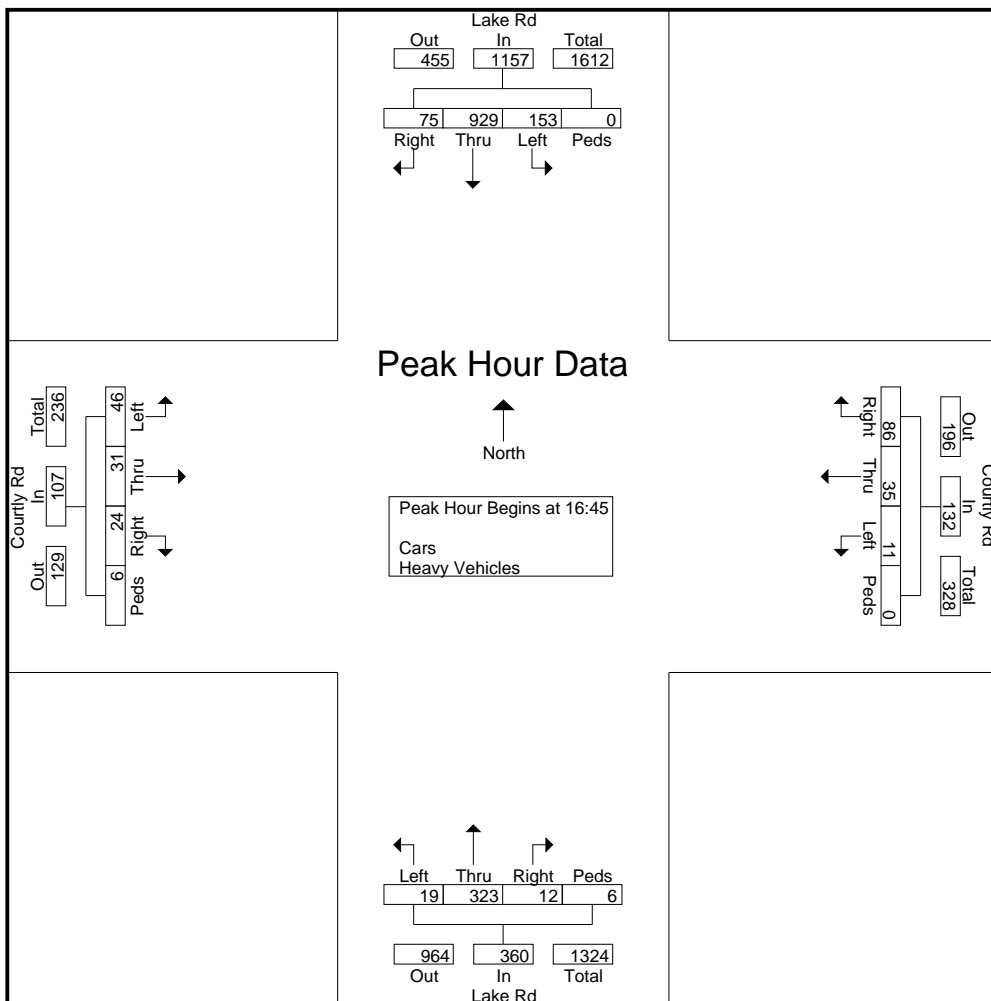 Lake Rd
Out In Total
455 1157 1612
75 929 153 0
Right Thru Left Peds
Peak Hour Data
North
Peak Hour Begins at 16:45
Cars
Heavy Vehicles
Courtly Rd
Out In Total
129 107 236
Left Thru Right Peds
46 31 24 6
Courtly Rd
Out In Total
196 132 328
Right Thru Left Peds
86 35 11 0
Left Thru Right Peds
19 323 12 6
964 360 1324
Out In Total
Lake Rd